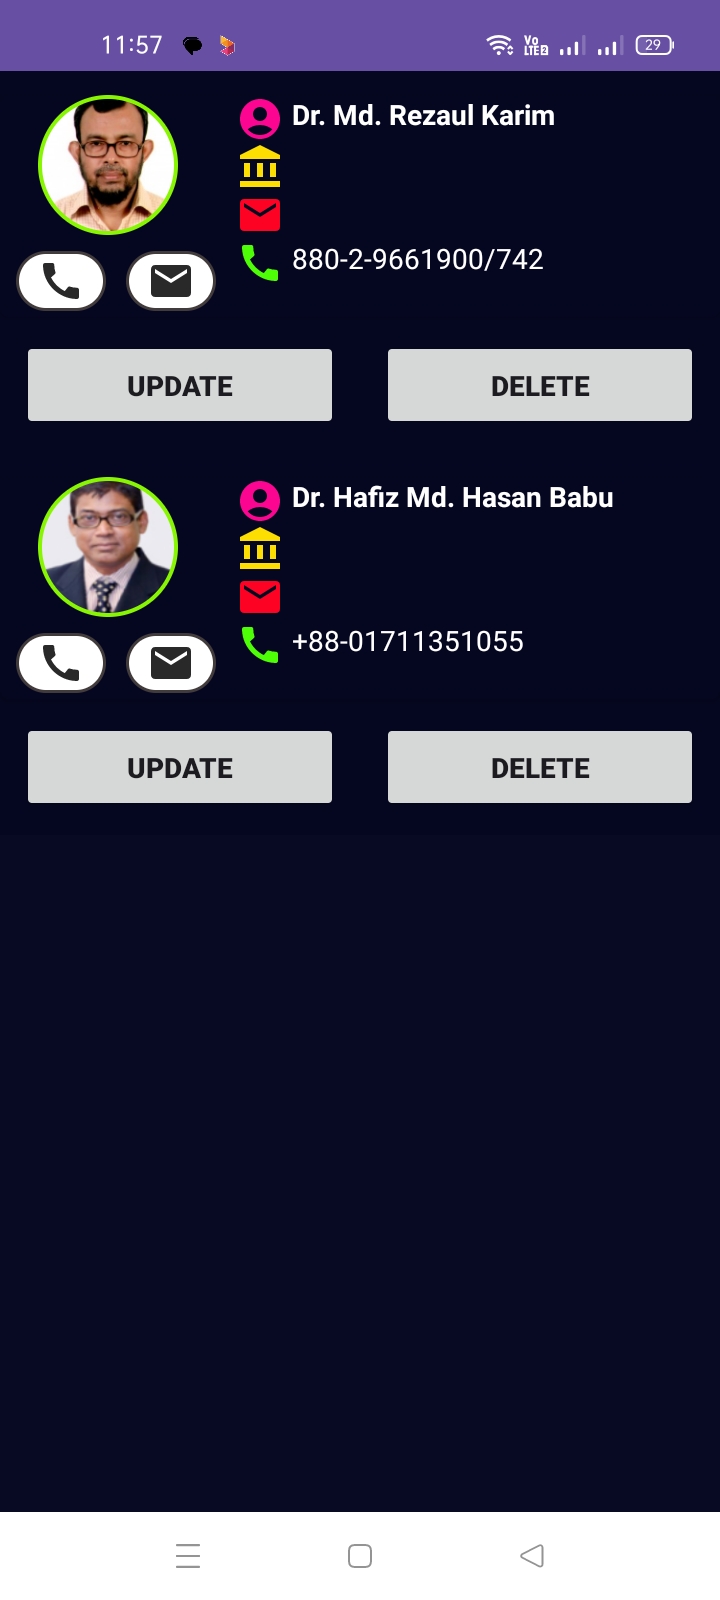 11:57
Vo
LTE2
29
Dr. Md. Rezaul Karim
880-2-9661900/742
UPDATE
DELETE
Dr. Hafiz Md. Hasan Babu
+88-01711351055
UPDATE
DELETE